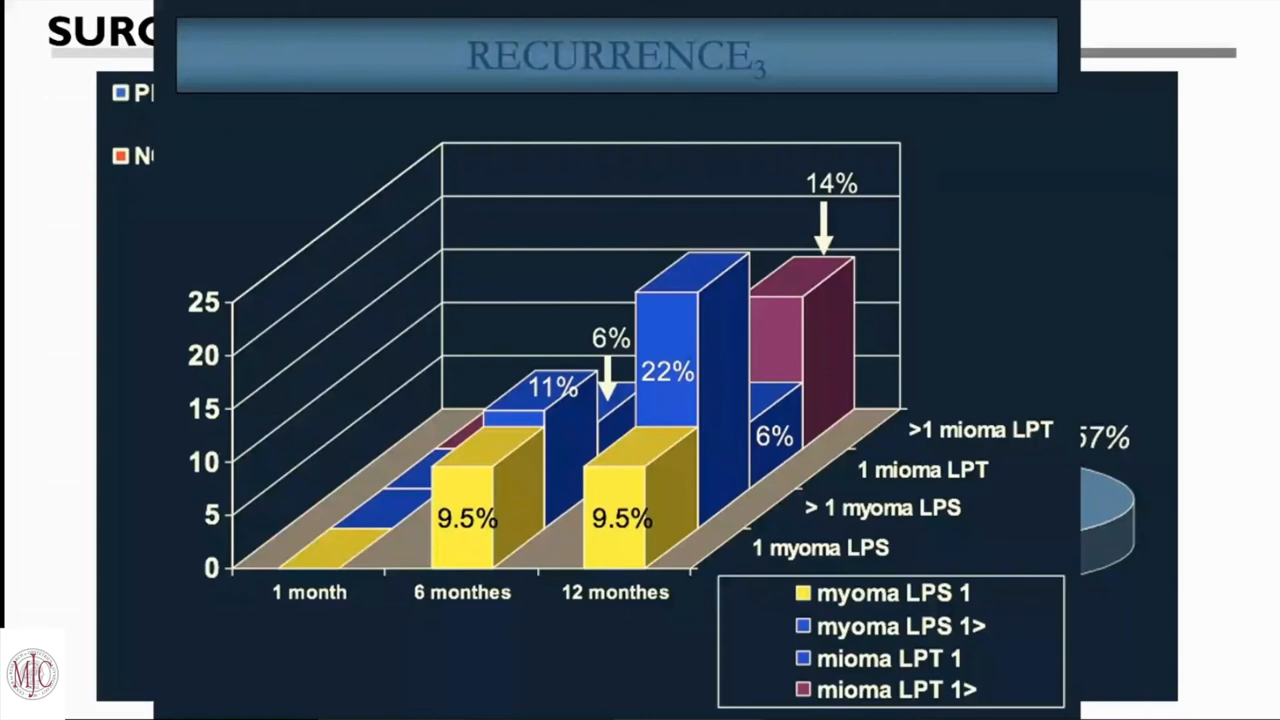 SURG
RECURRENCE3
14%
25
20
15
10
5
0
6%
11%
22%
6%
9.5%
9.5%
>1 mioma LPT
1 mioma LPT
> 1 myoma LPS
1 myoma LPS
1 month
6 monthes
12 monthes
57%
myoma LPS 1
myoma LPS 1>
mioma LPT 1
mioma LPT 1>
MJC